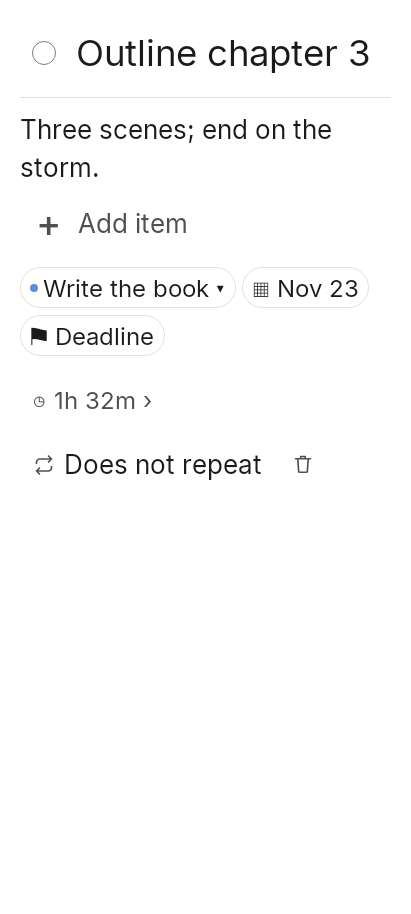 Outline chapter 3
Three scenes; end on the
storm.
+ Add item
Write the book
Nov 23
Deadline
1h 32m ›
Does not repeat